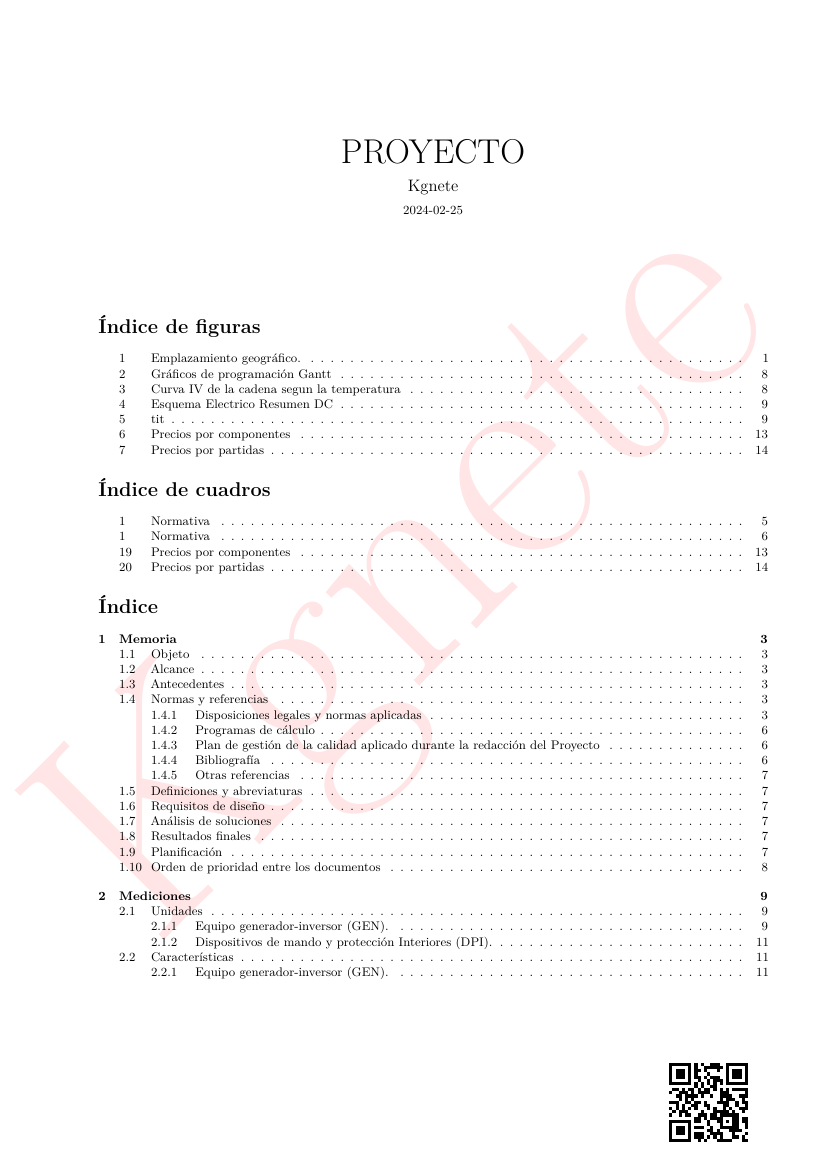 PROYECTO
Kgnete
2024-02-25
Índice de figuras
1 Emplazamiento geográfico. . . . . . . . . . . . . . . . . . . . . . . . . . . . . . . . . . . . . . . . . . . . . 1
2 Gráficos de programación Gantt . . . . . . . . . . . . . . . . . . . . . . . . . . . . . . . . . . . . . . . . . 8
3 Curva IV de la cadena segun la temperatura . . . . . . . . . . . . . . . . . . . . . . . . . . . . . . . . . . 8
4 Esquema Electrico Resumen DC . . . . . . . . . . . . . . . . . . . . . . . . . . . . . . . . . . . . . . . . . 9
5 tit . . . . . . . . . . . . . . . . . . . . . . . . . . . . . . . . . . . . . . . . . . . . . . . . . . . . . . . . . . 9
6 Precios por componentes . . . . . . . . . . . . . . . . . . . . . . . . . . . . . . . . . . . . . . . . . . . . . 13
7 Precios por partidas . . . . . . . . . . . . . . . . . . . . . . . . . . . . . . . . . . . . . . . . . . . . . . . . 14
Índice de cuadros
1 Normativa . . . . . . . . . . . . . . . . . . . . . . . . . . . . . . . . . . . . . . . . . . . . . . . . . . . . . 5
1 Normativa . . . . . . . . . . . . . . . . . . . . . . . . . . . . . . . . . . . . . . . . . . . . . . . . . . . . . 6
19 Precios por componentes . . . . . . . . . . . . . . . . . . . . . . . . . . . . . . . . . . . . . . . . . . . . . 13
20 Precios por partidas . . . . . . . . . . . . . . . . . . . . . . . . . . . . . . . . . . . . . . . . . . . . . . . . 14
Índice
1 Memoria 3
1.1 Objeto . . . . . . . . . . . . . . . . . . . . . . . . . . . . . . . . . . . . . . . . . . . . . . . . . . . . . . . 3
1.2 Alcance . . . . . . . . . . . . . . . . . . . . . . . . . . . . . . . . . . . . . . . . . . . . . . . . . . . . . . . 3
1.3 Antecedentes . . . . . . . . . . . . . . . . . . . . . . . . . . . . . . . . . . . . . . . . . . . . . . . . . . . . 3
1.4 Normas y referencias . . . . . . . . . . . . . . . . . . . . . . . . . . . . . . . . . . . . . . . . . . . . . . . 3
1.4.1 Disposiciones legales y normas aplicadas . . . . . . . . . . . . . . . . . . . . . . . . . . . . . . . . 3
1.4.2 Programas de cálculo . . . . . . . . . . . . . . . . . . . . . . . . . . . . . . . . . . . . . . . . . . . 6
1.4.3 Plan de gestión de la calidad aplicado durante la redacción del Proyecto . . . . . . . . . . . . . . 6
1.4.4 Bibliografía . . . . . . . . . . . . . . . . . . . . . . . . . . . . . . . . . . . . . . . . . . . . . . . . 6
1.4.5 Otras referencias . . . . . . . . . . . . . . . . . . . . . . . . . . . . . . . . . . . . . . . . . . . . . 7
1.5 Definiciones y abreviaturas . . . . . . . . . . . . . . . . . . . . . . . . . . . . . . . . . . . . . . . . . . . . 7
1.6 Requisitos de diseño . . . . . . . . . . . . . . . . . . . . . . . . . . . . . . . . . . . . . . . . . . . . . . . . 7
1.7 Análisis de soluciones . . . . . . . . . . . . . . . . . . . . . . . . . . . . . . . . . . . . . . . . . . . . . . . 7
1.8 Resultados finales . . . . . . . . . . . . . . . . . . . . . . . . . . . . . . . . . . . . . . . . . . . . . . . . . 7
1.9 Planificación . . . . . . . . . . . . . . . . . . . . . . . . . . . . . . . . . . . . . . . . . . . . . . . . . . . . 7
1.10 Orden de prioridad entre los documentos . . . . . . . . . . . . . . . . . . . . . . . . . . . . . . . . . . . . 8
2 Mediciones 9
2.1 Unidades . . . . . . . . . . . . . . . . . . . . . . . . . . . . . . . . . . . . . . . . . . . . . . . . . . . . . . 9
2.1.1 Equipo generador-inversor (GEN). . . . . . . . . . . . . . . . . . . . . . . . . . . . . . . . . . . . . 9
2.1.2 Dispositivos de mando y protección Interiores (DPI). . . . . . . . . . . . . . . . . . . . . . . . . . 11
2.2 Características . . . . . . . . . . . . . . . . . . . . . . . . . . . . . . . . . . . . . . . . . . . . . . . . . . . 11
2.2.1 Equipo generador-inversor (GEN). . . . . . . . . . . . . . . . . . . . . . . . . . . . . . . . . . . . . 11
Kgnete